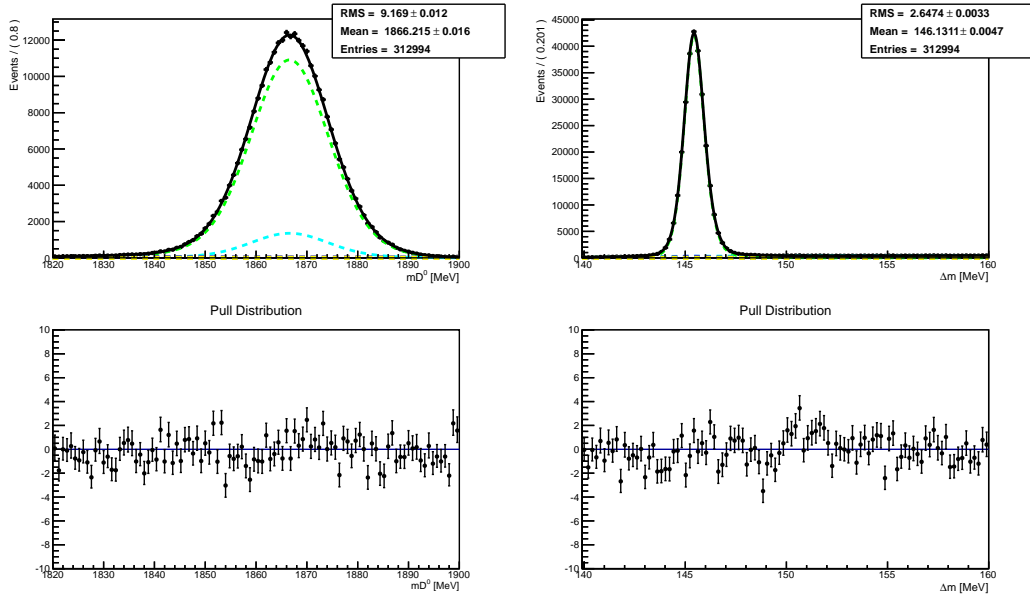 RMS = 9.169 ± 0.012
Mean = 1866.215 ± 0.016
Entries = 312994
Events / ( 0.8 )
12000
10000
8000
6000
4000
2000
0
1820 1830 1840 1850 1860 1870 1880 1890 1900
mD⁰ [MeV]
RMS = 2.6474 ± 0.0033
Mean = 146.1311 ± 0.0047
Entries = 312994
Events / ( 0.201 )
45000
40000
35000
30000
25000
20000
15000
10000
5000
0
140 145 150 155 160
Δm [MeV]
Pull Distribution
10
8
6
4
2
0
-2
-4
-6
-8
-10
1820 1830 1840 1850 1860 1870 1880 1890 1900
mD⁰ [MeV]
Pull Distribution
10
8
6
4
2
0
-2
-4
-6
-8
-10
140 145 150 155 160
Δm [MeV]